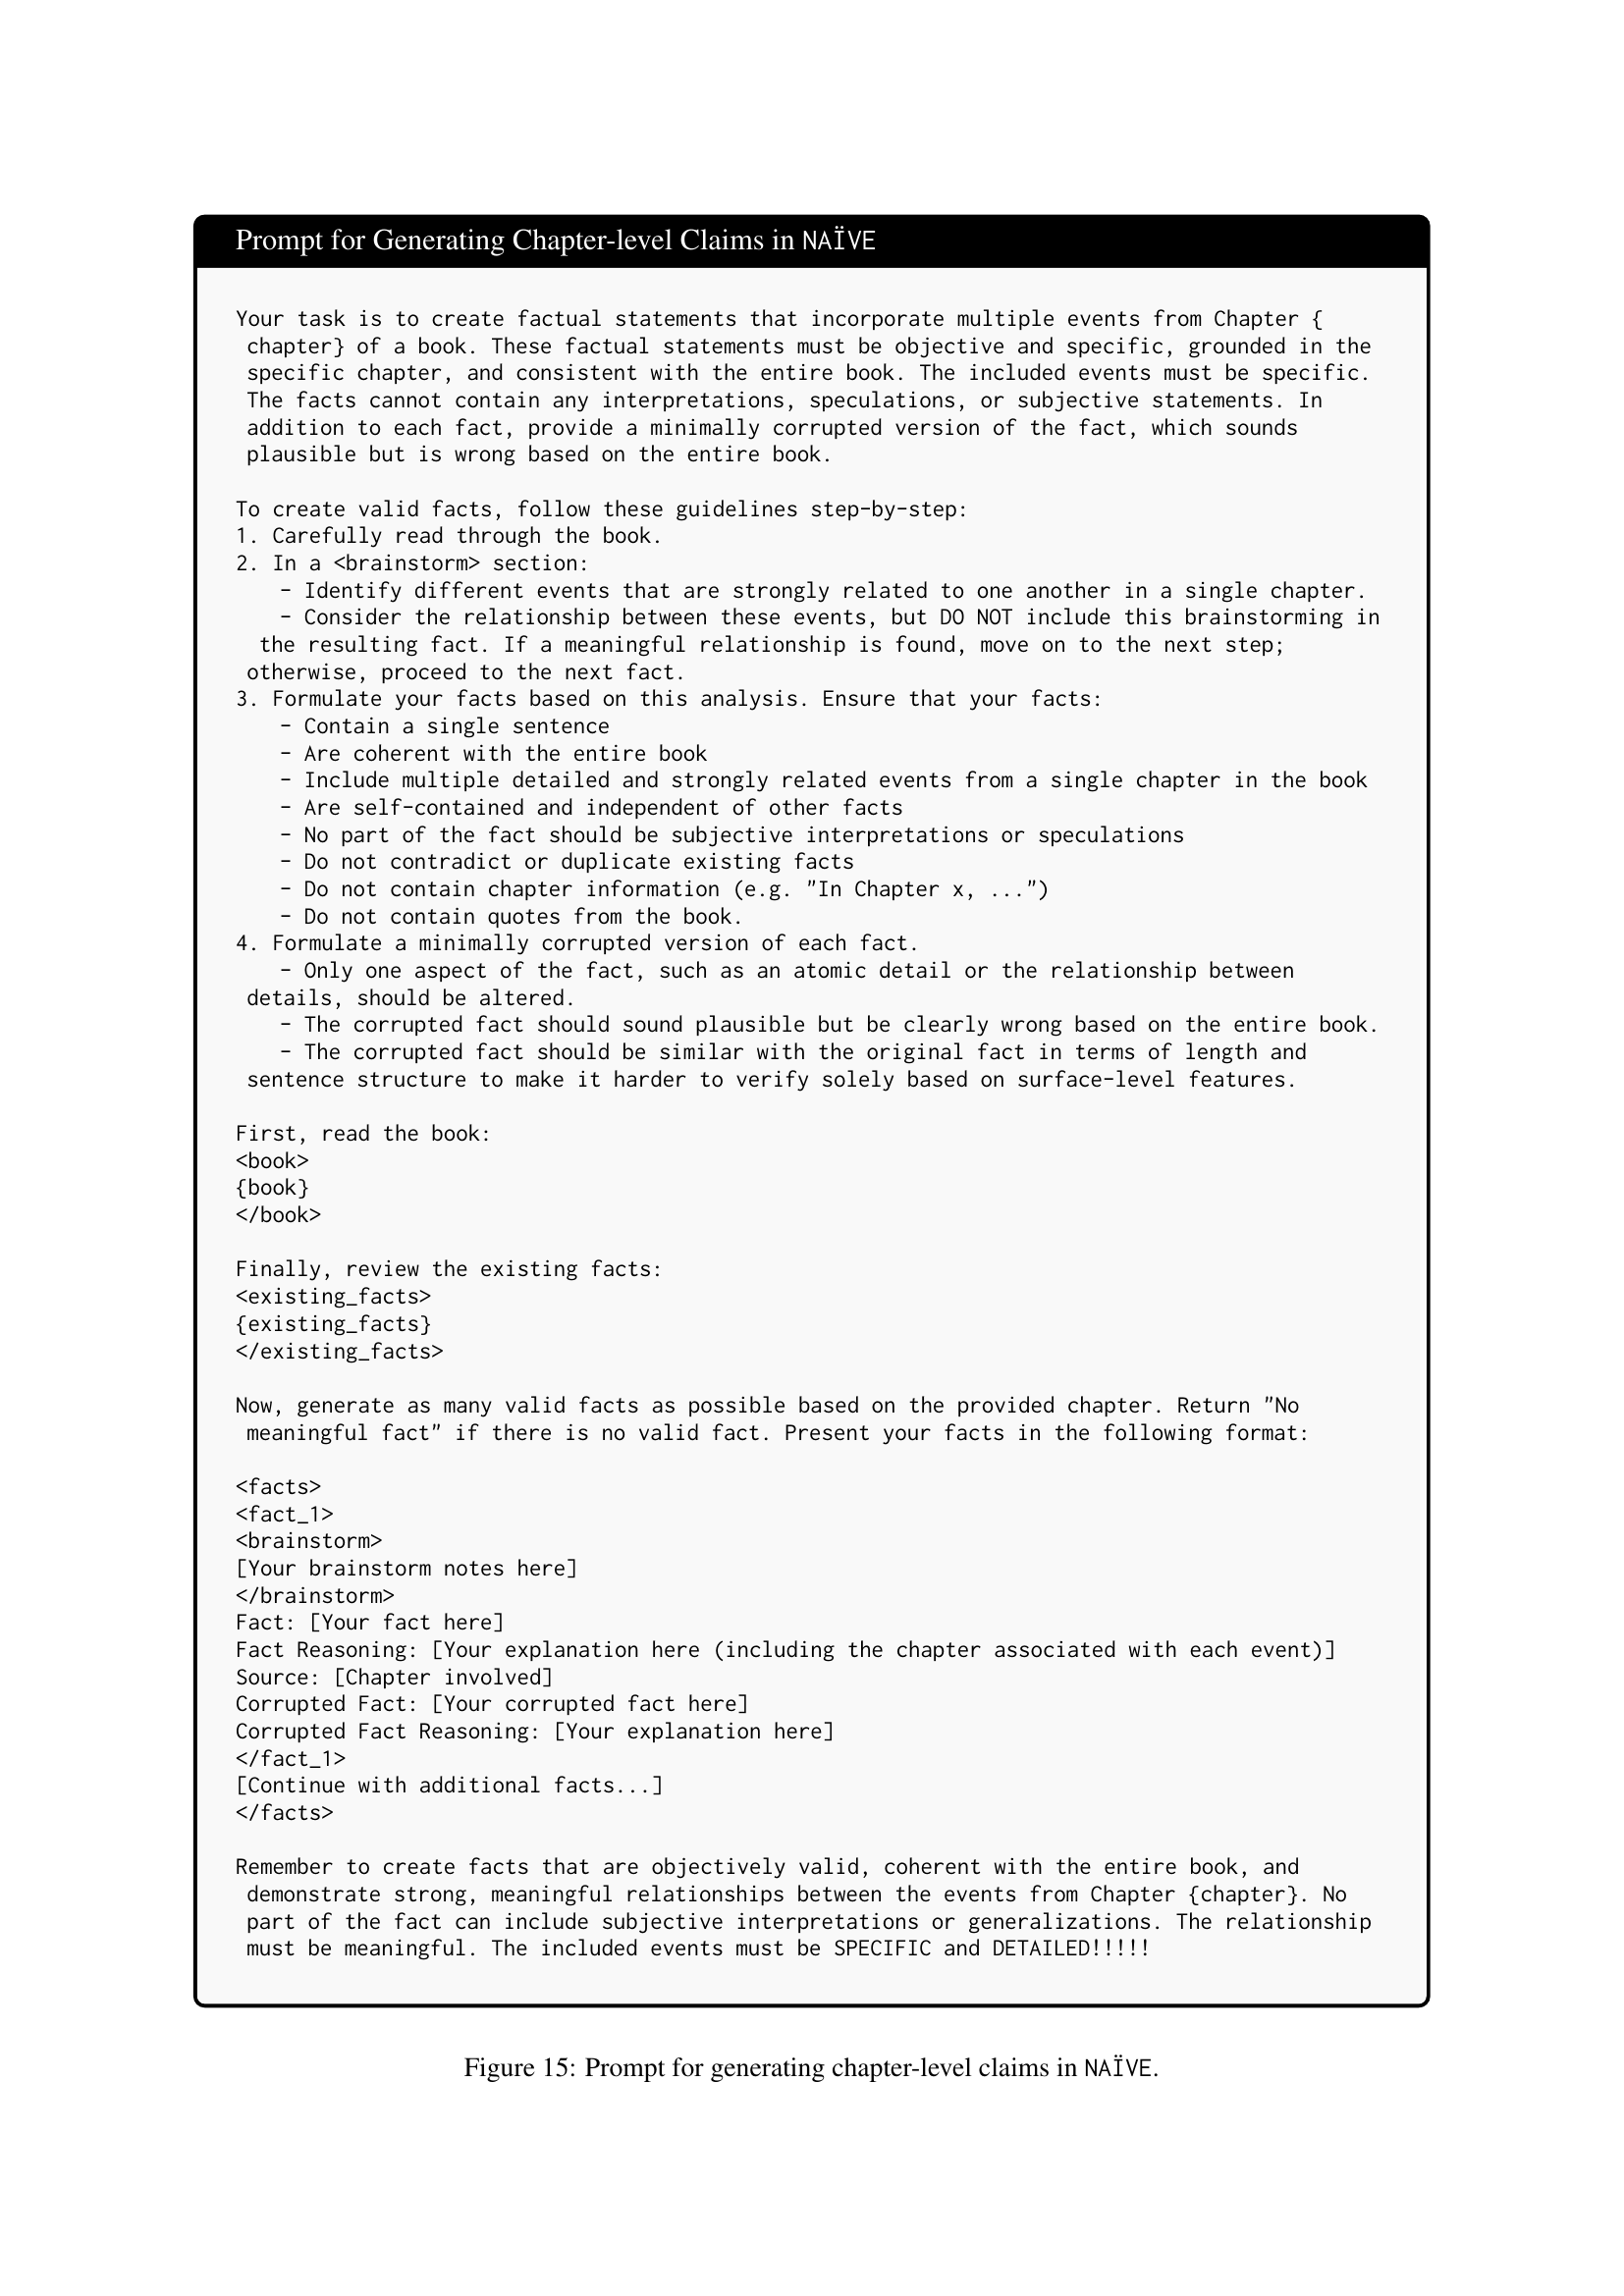 Prompt for Generating Chapter-level Claims in NAÏVE
Your task is to create factual statements that incorporate multiple events from Chapter {
chapter} of a book. These factual statements must be objective and specific, grounded in the
specific chapter, and consistent with the entire book. The included events must be specific.
The facts cannot contain any interpretations, speculations, or subjective statements. In
addition to each fact, provide a minimally corrupted version of the fact, which sounds
plausible but is wrong based on the entire book.
To create valid facts, follow these guidelines step-by-step:
1. Carefully read through the book.
2. In a <brainstorm> section:
- Identify different events that are strongly related to one another in a single chapter.
- Consider the relationship between these events, but DO NOT include this brainstorming in
the resulting fact. If a meaningful relationship is found, move on to the next step;
otherwise, proceed to the next fact.
3. Formulate your facts based on this analysis. Ensure that your facts:
- Contain a single sentence
- Are coherent with the entire book
- Include multiple detailed and strongly related events from a single chapter in the book
- Are self-contained and independent of other facts
- No part of the fact should be subjective interpretations or speculations
- Do not contradict or duplicate existing facts
- Do not contain chapter information (e.g. "In Chapter x, ...")
- Do not contain quotes from the book.
4. Formulate a minimally corrupted version of each fact.
- Only one aspect of the fact, such as an atomic detail or the relationship between
details, should be altered.
- The corrupted fact should sound plausible but be clearly wrong based on the entire book.
- The corrupted fact should be similar with the original fact in terms of length and
sentence structure to make it harder to verify solely based on surface-level features.
First, read the book:
<book>
{book}
</book>
Finally, review the existing facts:
<existing_facts>
{existing_facts}
</existing_facts>
Now, generate as many valid facts as possible based on the provided chapter. Return "No
meaningful fact" if there is no valid fact. Present your facts in the following format:
<facts>
<fact_1>
<brainstorm>
[Your brainstorm notes here]
</brainstorm>
Fact: [Your fact here]
Fact Reasoning: [Your explanation here (including the chapter associated with each event)]
Source: [Chapter involved]
Corrupted Fact: [Your corrupted fact here]
Corrupted Fact Reasoning: [Your explanation here]
</fact_1>
[Continue with additional facts...]
</facts>
Remember to create facts that are objectively valid, coherent with the entire book, and
demonstrate strong, meaningful relationships between the events from Chapter {chapter}. No
part of the fact can include subjective interpretations or generalizations. The relationship
must be meaningful. The included events must be SPECIFIC and DETAILED!!!!!
Figure 15: Prompt for generating chapter-level claims in NAÏVE.